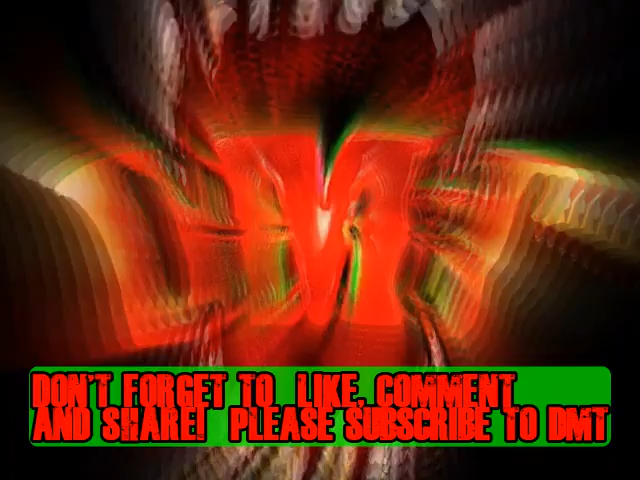 DON'T FORGET TO LIKE, COMMENT
AND SHARE! PLEASE SUBSCRIBE TO DMT